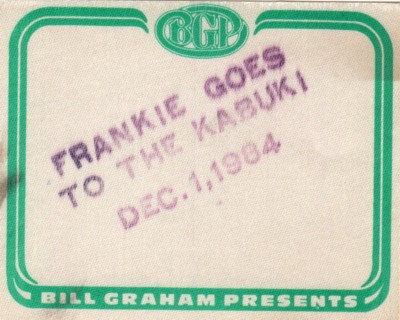 BGP
FRANKIE GOES
TO THE KABUKI
DEC. 1, 1984
BILL GRAHAM PRESENTS